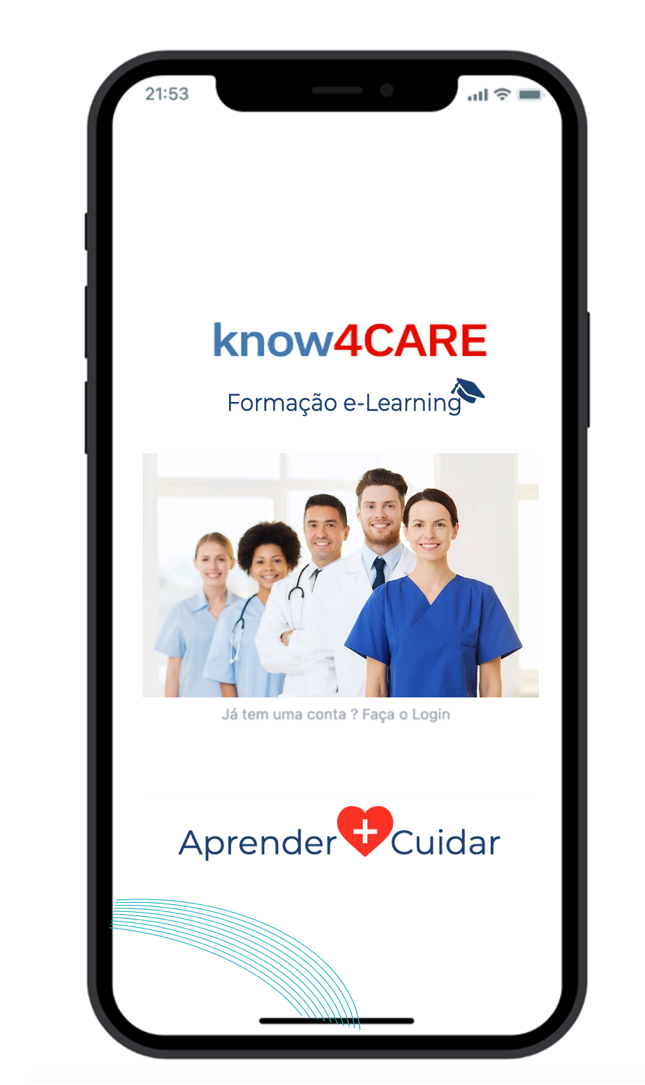 21:53
know4CARE
Formação e-Learning
Já tem uma conta ? Faça o Login
Aprender + Cuidar